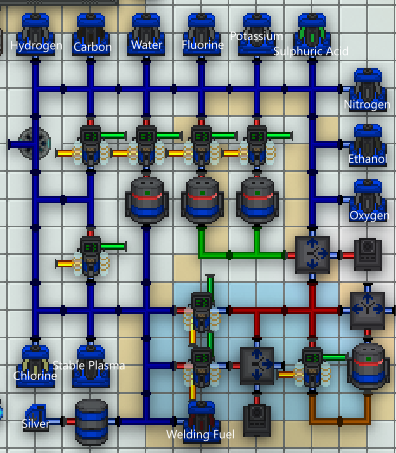 Hydrogen
Carbon
Water
Fluorine
Potassium
Sulphuric Acid
Nitrogen
Ethanol
Oxygen
Chlorine
Stable Plasma
Silver
Welding Fuel